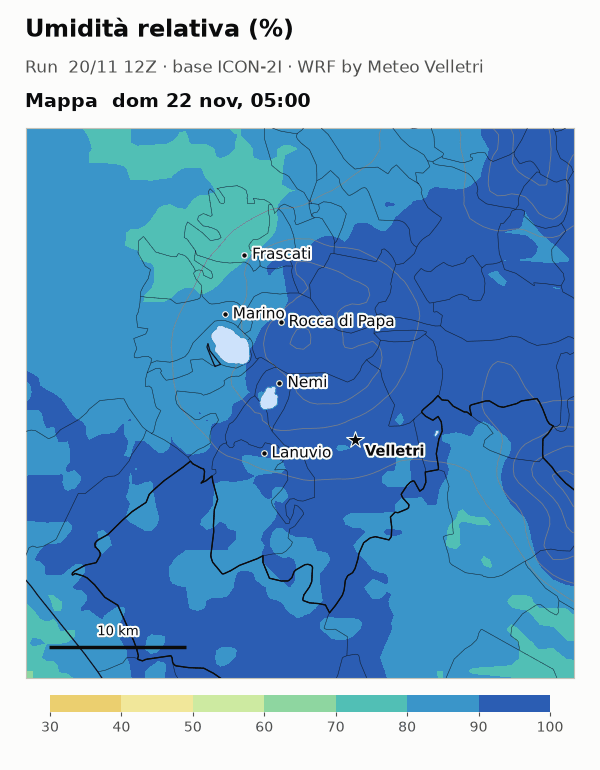 Umidità relativa (%)
Run  20/11 12Z · base ICON-2I · WRF by Meteo Velletri
Mappa  dom 22 nov, 05:00
Frascati
Marino
Rocca di Papa
Nemi
Velletri
Lanuvio
10 km
30 40 50 60 70 80 90 100